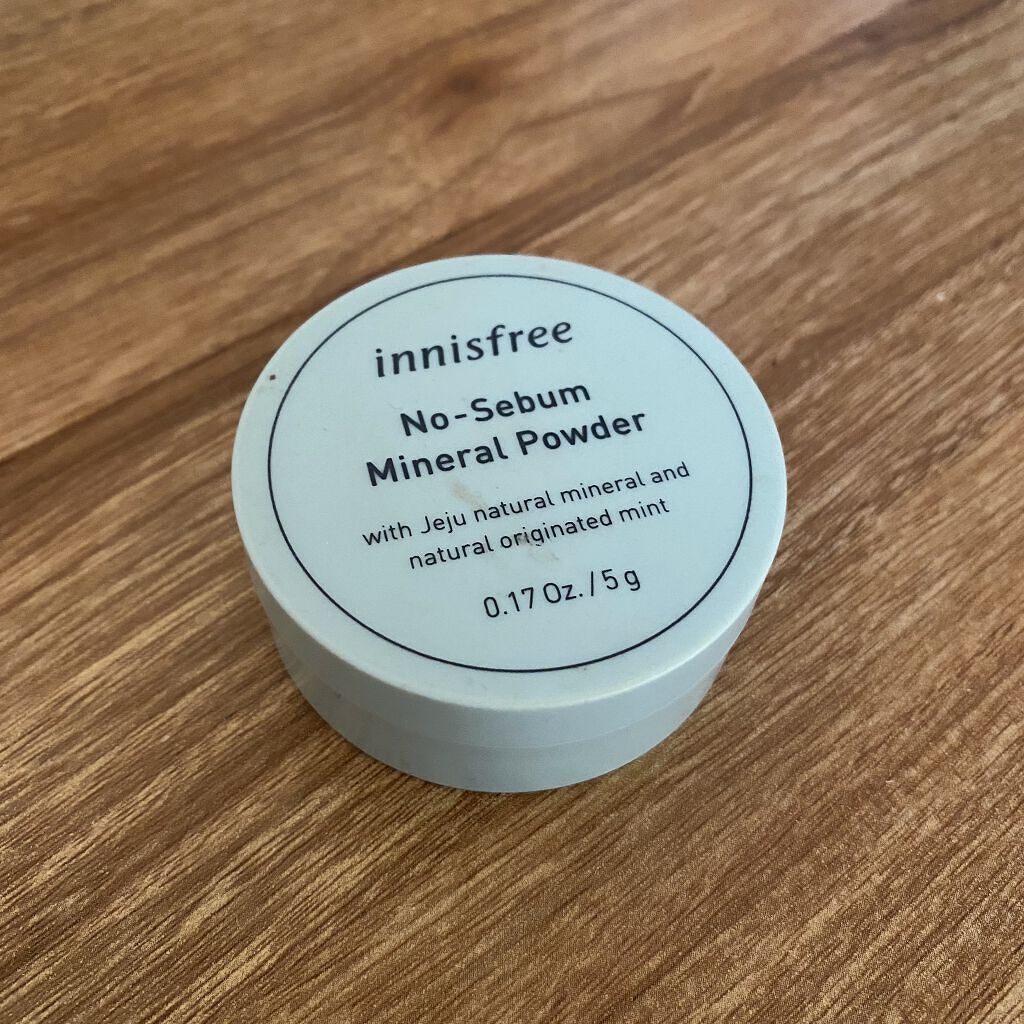 innisfree
No-Sebum
Mineral Powder
with Jeju natural mineral and
natural originated mint
0.17 Oz. / 5 g